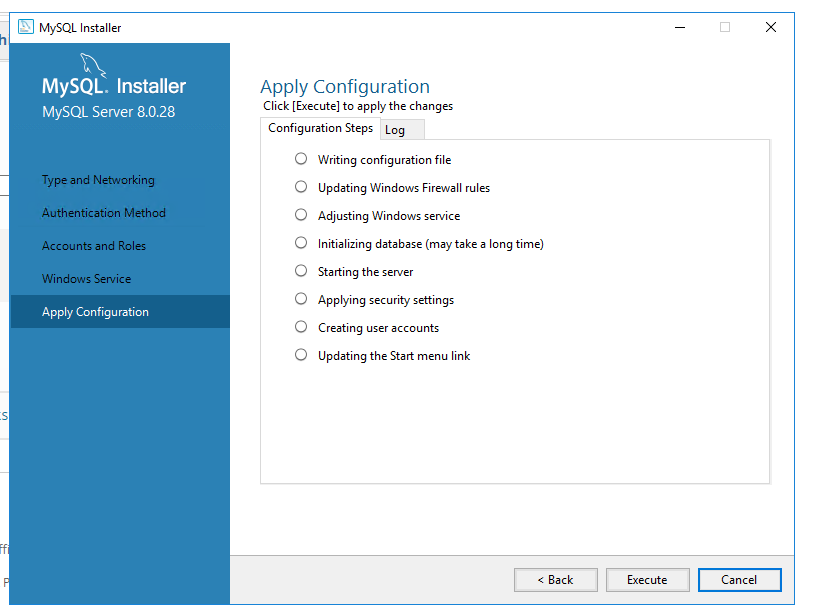 MySQL Installer
MySQL. Installer
MySQL Server 8.0.28
Type and Networking
Authentication Method
Accounts and Roles
Windows Service
Apply Configuration
Apply Configuration
Click [Execute] to apply the changes
Configuration Steps
Log
Writing configuration file
Updating Windows Firewall rules
Adjusting Windows service
Initializing database (may take a long time)
Starting the server
Applying security settings
Creating user accounts
Updating the Start menu link
< Back
Execute
Cancel